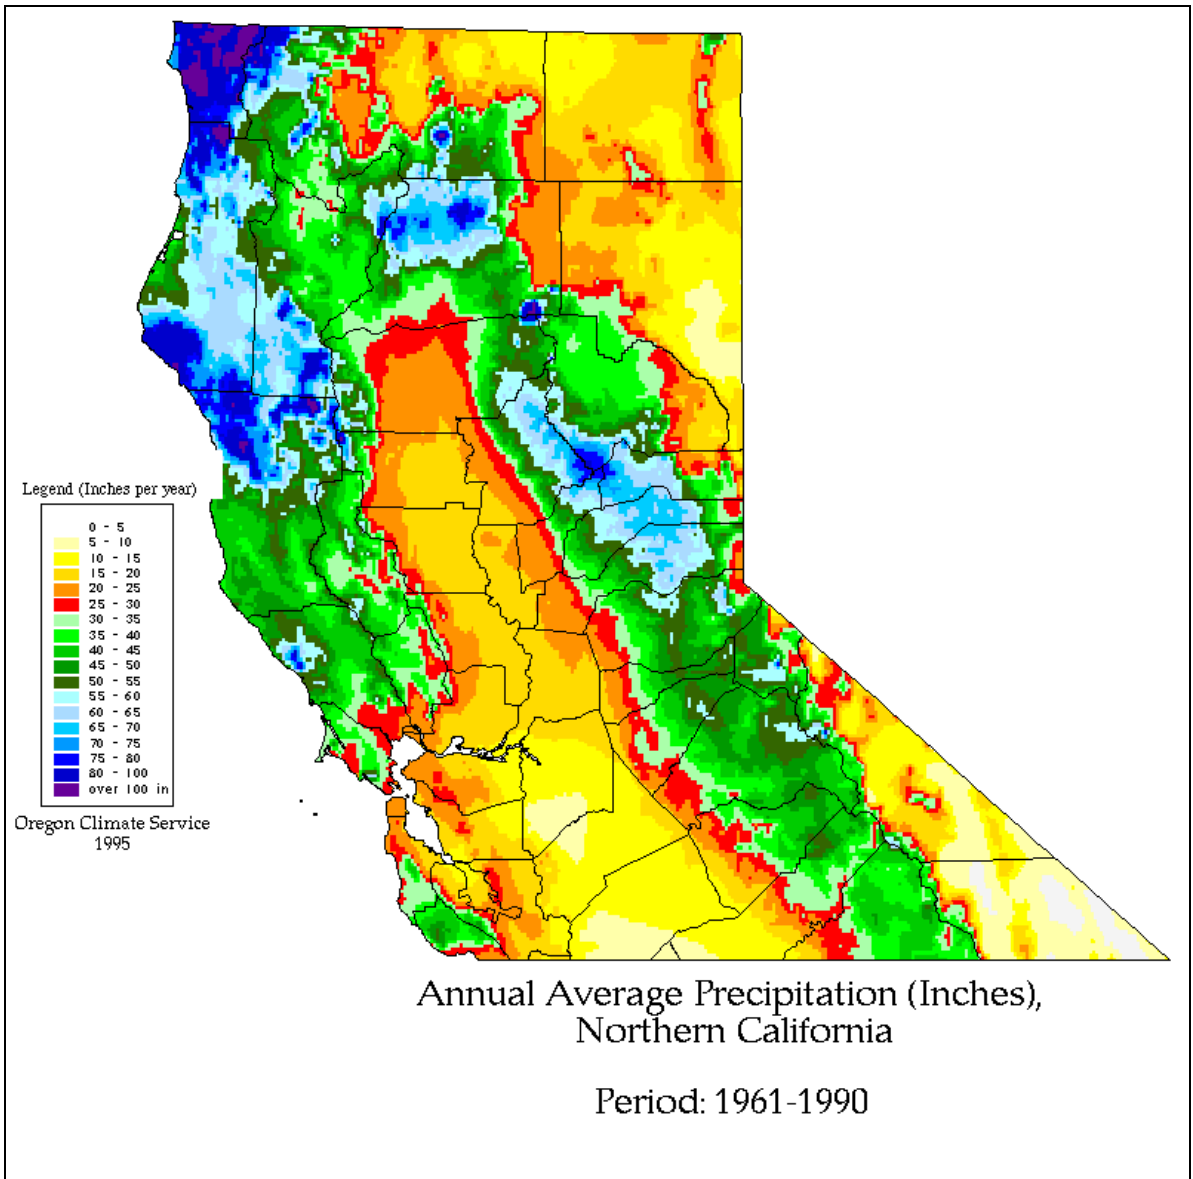 Legend (Inches per year)
0 - 5
5 - 10
10 - 15
15 - 20
20 - 25
25 - 30
30 - 35
35 - 40
40 - 45
45 - 50
50 - 55
55 - 60
60 - 65
65 - 70
70 - 75
75 - 80
80 - 100
over 100 in
Oregon Climate Service
1995
Annual Average Precipitation (Inches),
Northern California
Period: 1961-1990